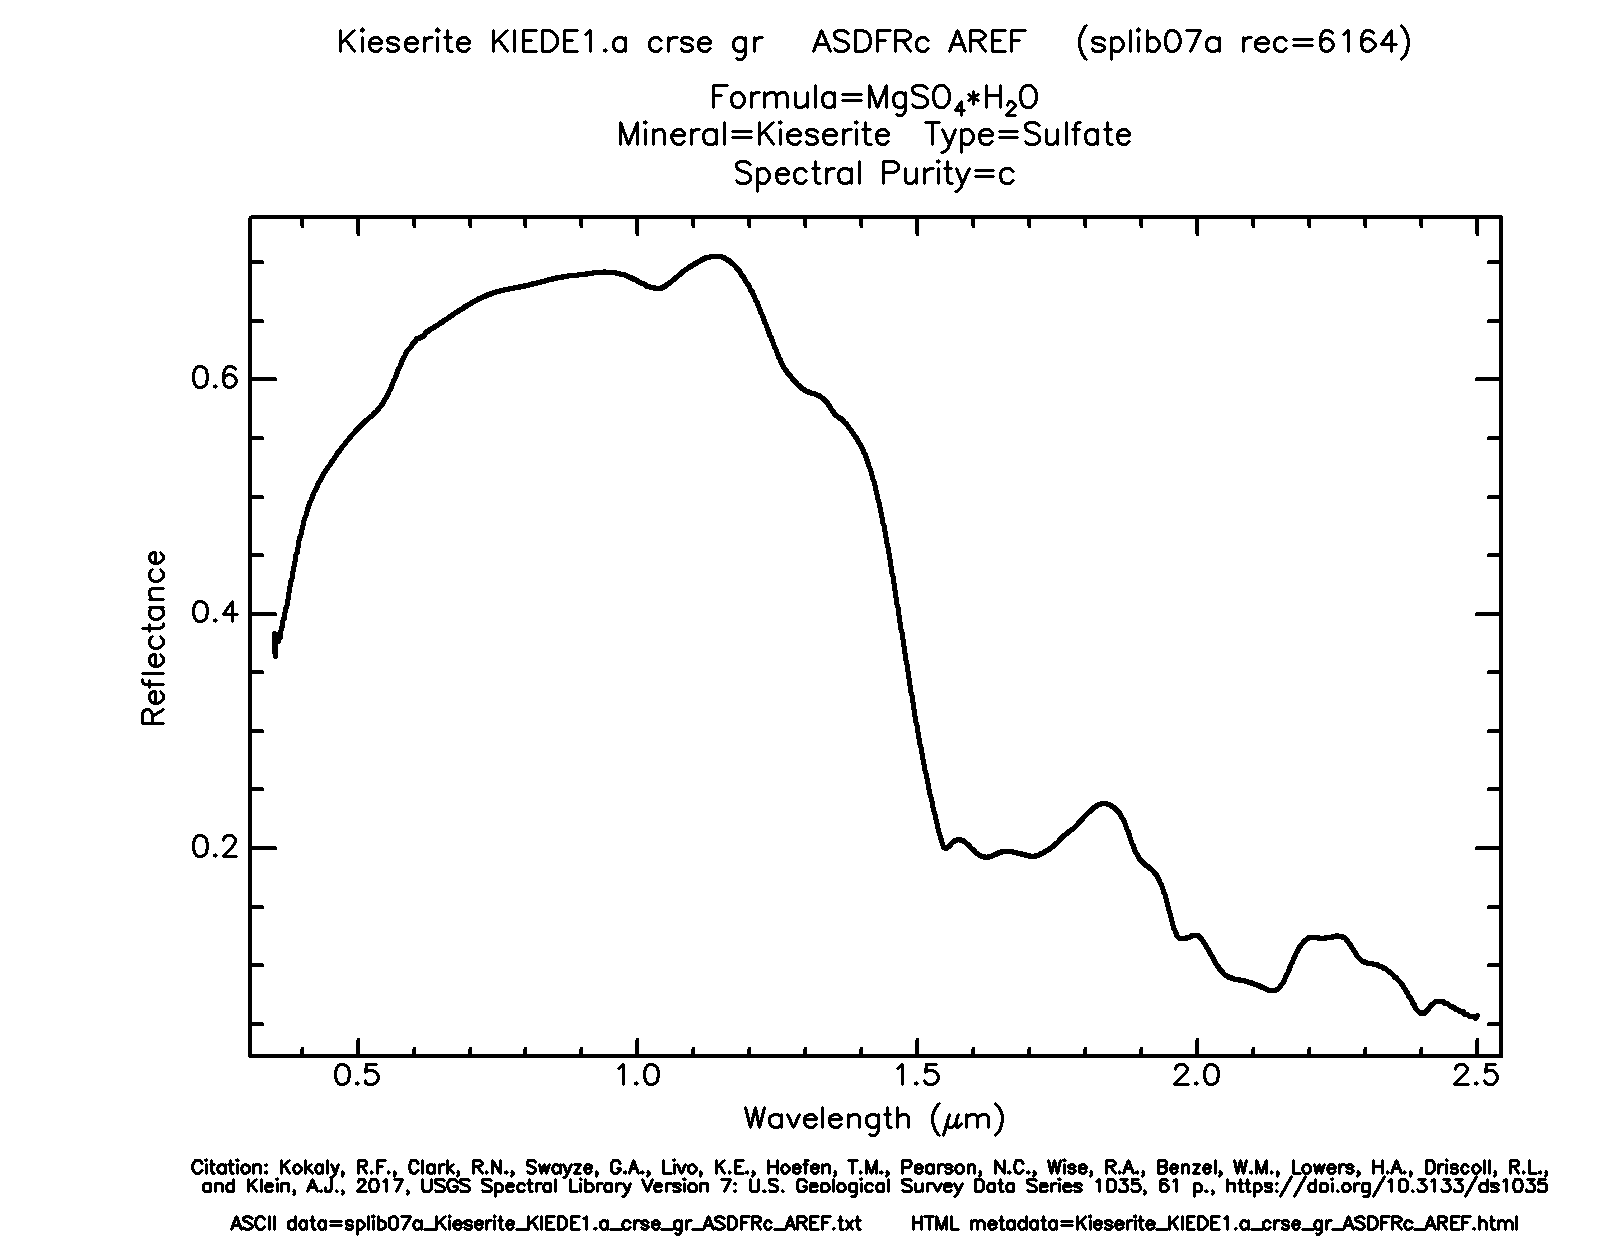 Kieserite KIEDE1.a crse gr ASDFRc AREF (splib07a rec=6164)
Formula=MgSO₄*H₂O
Mineral=Kieserite Type=Sulfate
Spectral Purity=c
0.6
0.4
0.2
Reflectance
0.5 1.0 1.5 2.0 2.5
Wavelength (μm)
Citation: Kokaly, R.F., Clark, R.N., Swayze, G.A., Livo, K.E., Hoefen, T.M., Pearson, N.C., Wise, R.A., Benzel, W.M., Lowers, H.A., Driscoll, R.L.,
and Klein, A.J., 2017, USGS Spectral Library Version 7: U.S. Geological Survey Data Series 1035, 61 p., https://doi.org/10.3133/ds1035
ASCII data=splib07a_Kieserite_KIEDE1.a_crse_gr_ASDFRc_AREF.txt HTML metadata=Kieserite_KIEDE1.a_crse_gr_ASDFRc_AREF.html